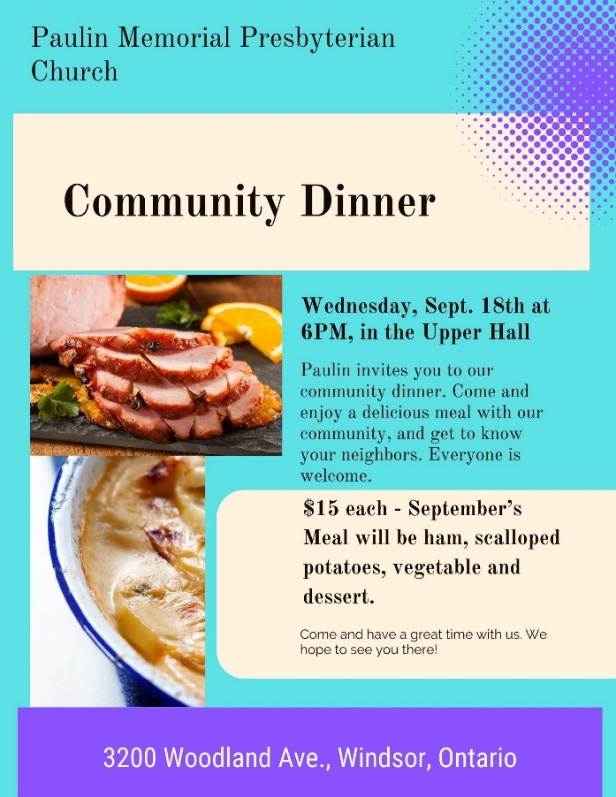 Paulin Memorial Presbyterian
Church
Community Dinner
Wednesday, Sept. 18th at
6PM, in the Upper Hall
Paulin invites you to our
community dinner. Come and
enjoy a delicious meal with our
community, and get to know
your neighbors. Everyone is
welcome.
$15 each - September's
Meal will be ham, scalloped
potatoes, vegetable and
dessert.
Come and have a great time with us. We
hope to see you there!
3200 Woodland Ave., Windsor, Ontario